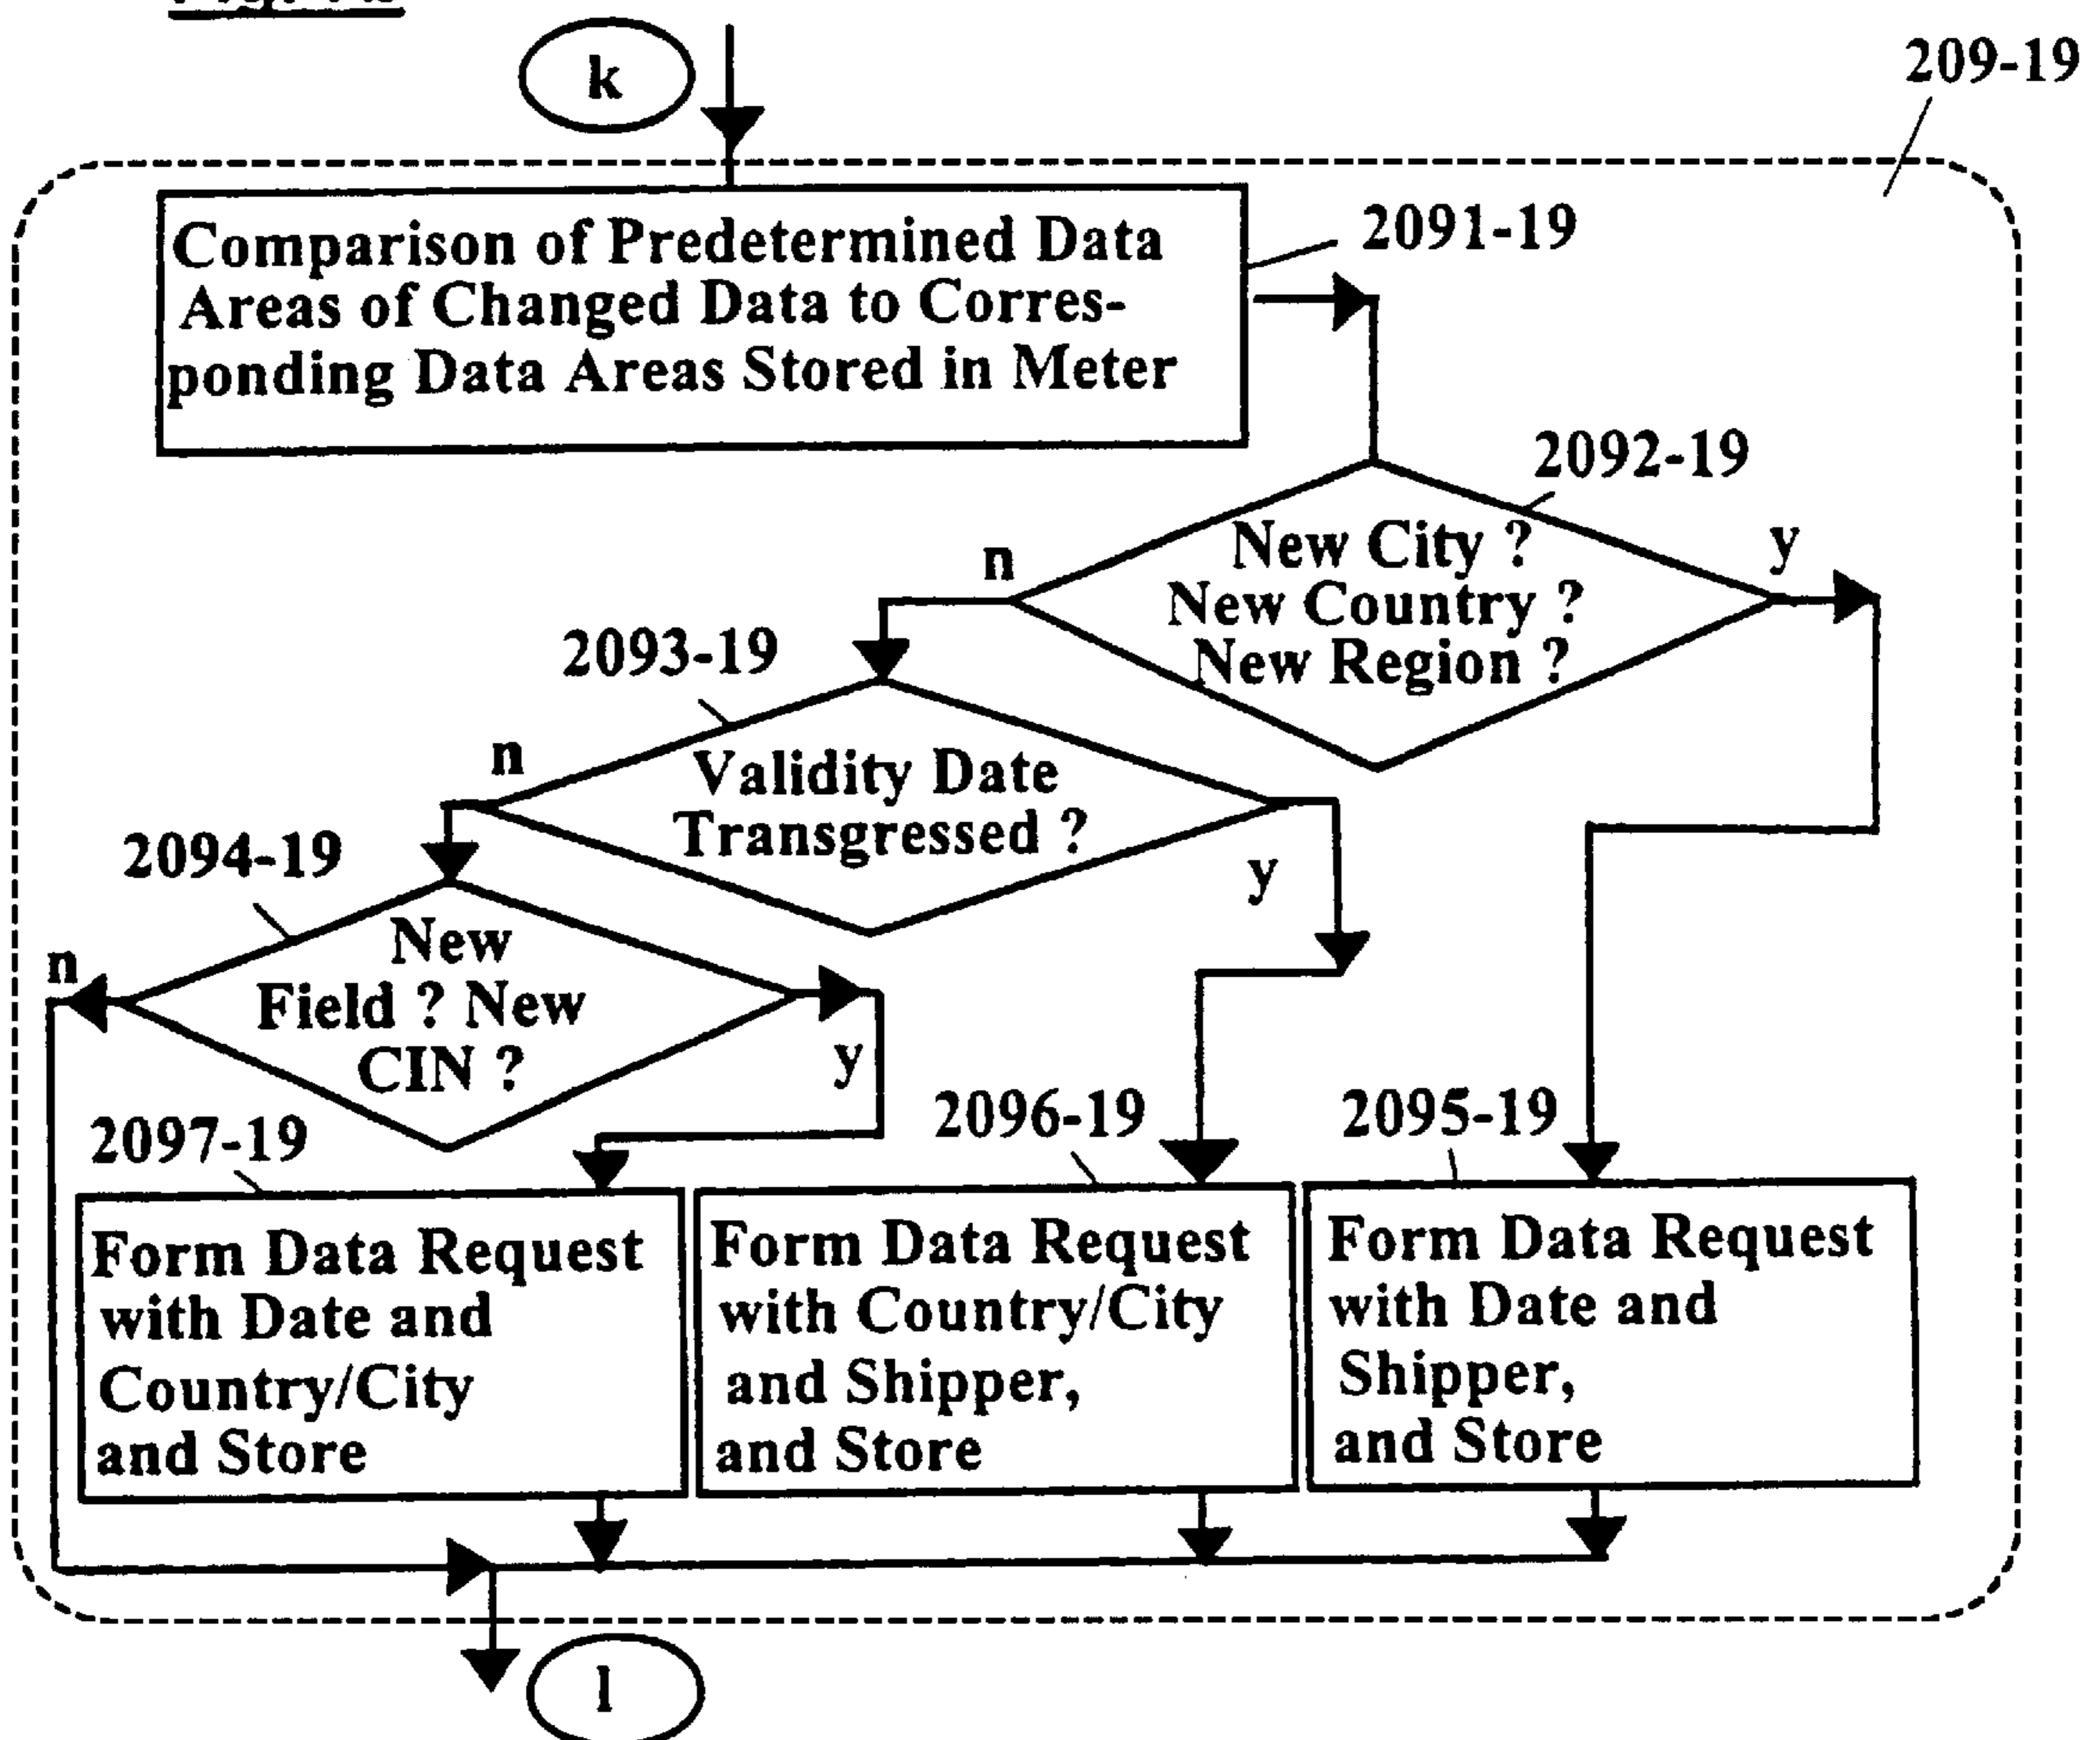 k
209-19
Comparison of Predetermined Data
Areas of Changed Data to Corres-
ponding Data Areas Stored in Meter
2091-19
2092-19
New City ?
New Country ?
New Region ?
n
y
2093-19
Validity Date
Transgressed ?
n
y
2094-19
New
Field ? New
CIN ?
n
y
2097-19
2096-19
2095-19
Form Data Request
with Date and
Country/City
and Store
Form Data Request
with Country/City
and Shipper,
and Store
Form Data Request
with Date and
Shipper,
and Store
l